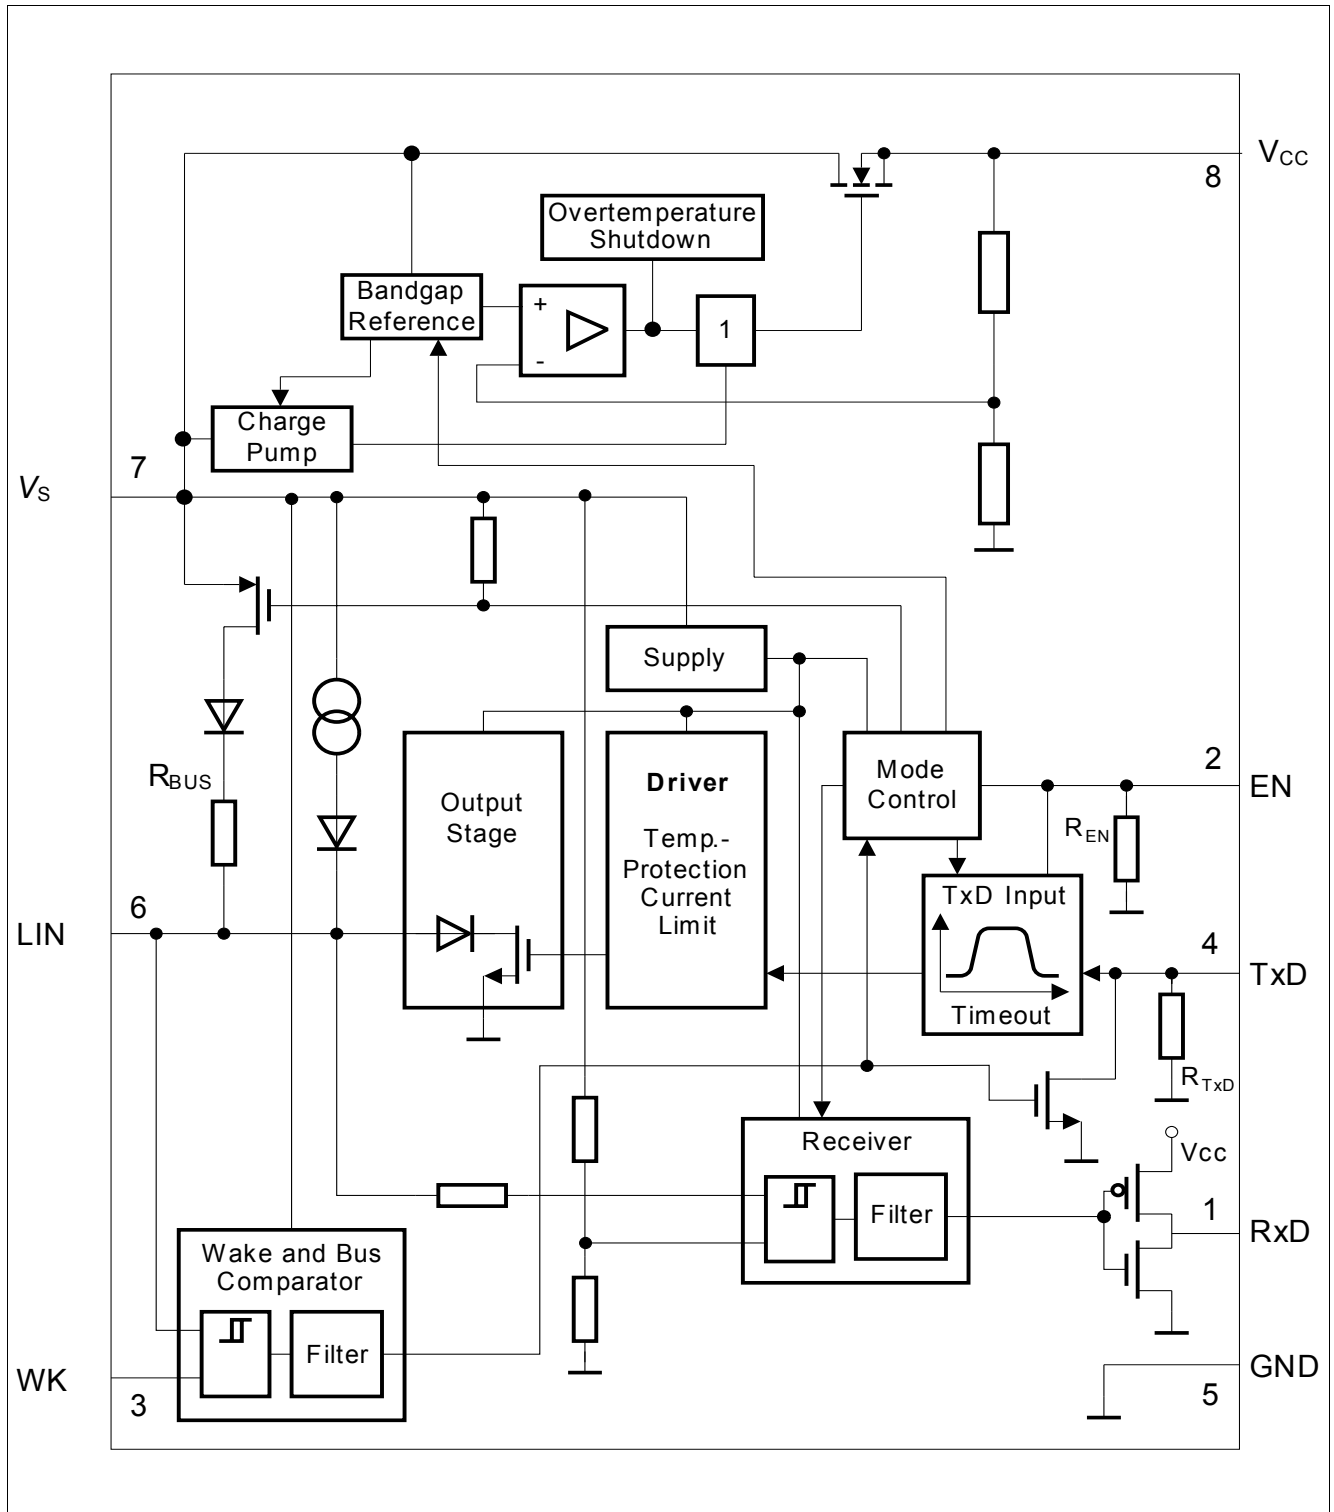 VCC
8
Overtemperature
Shutdown
Bandgap
Reference
+
-
1
Charge
Pump
7
VS
Supply
RBUS
Output
Stage
Driver
Temp.-
Protection
Current
Limit
Mode
Control
2
EN
REN
6
LIN
TxD Input
Timeout
4
TxD
RTxD
Receiver
Filter
Vcc
1
RxD
Wake and Bus
Comparator
Filter
WK
3
GND
5